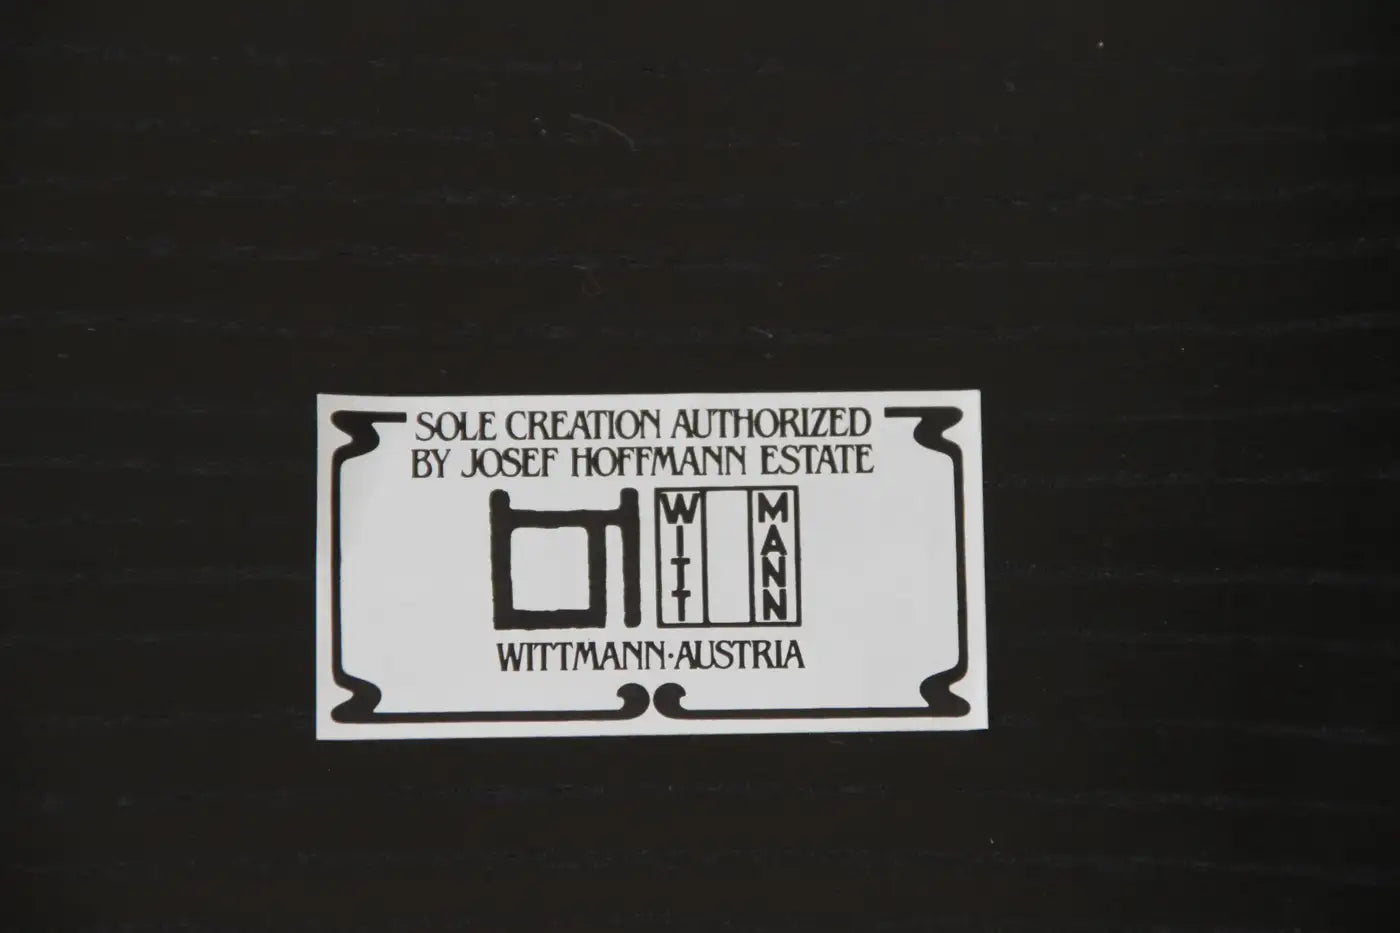 SOLE CREATION AUTHORIZED
BY JOSEF HOFFMANN ESTATE
WITT MANN
WITTMANN·AUSTRIA